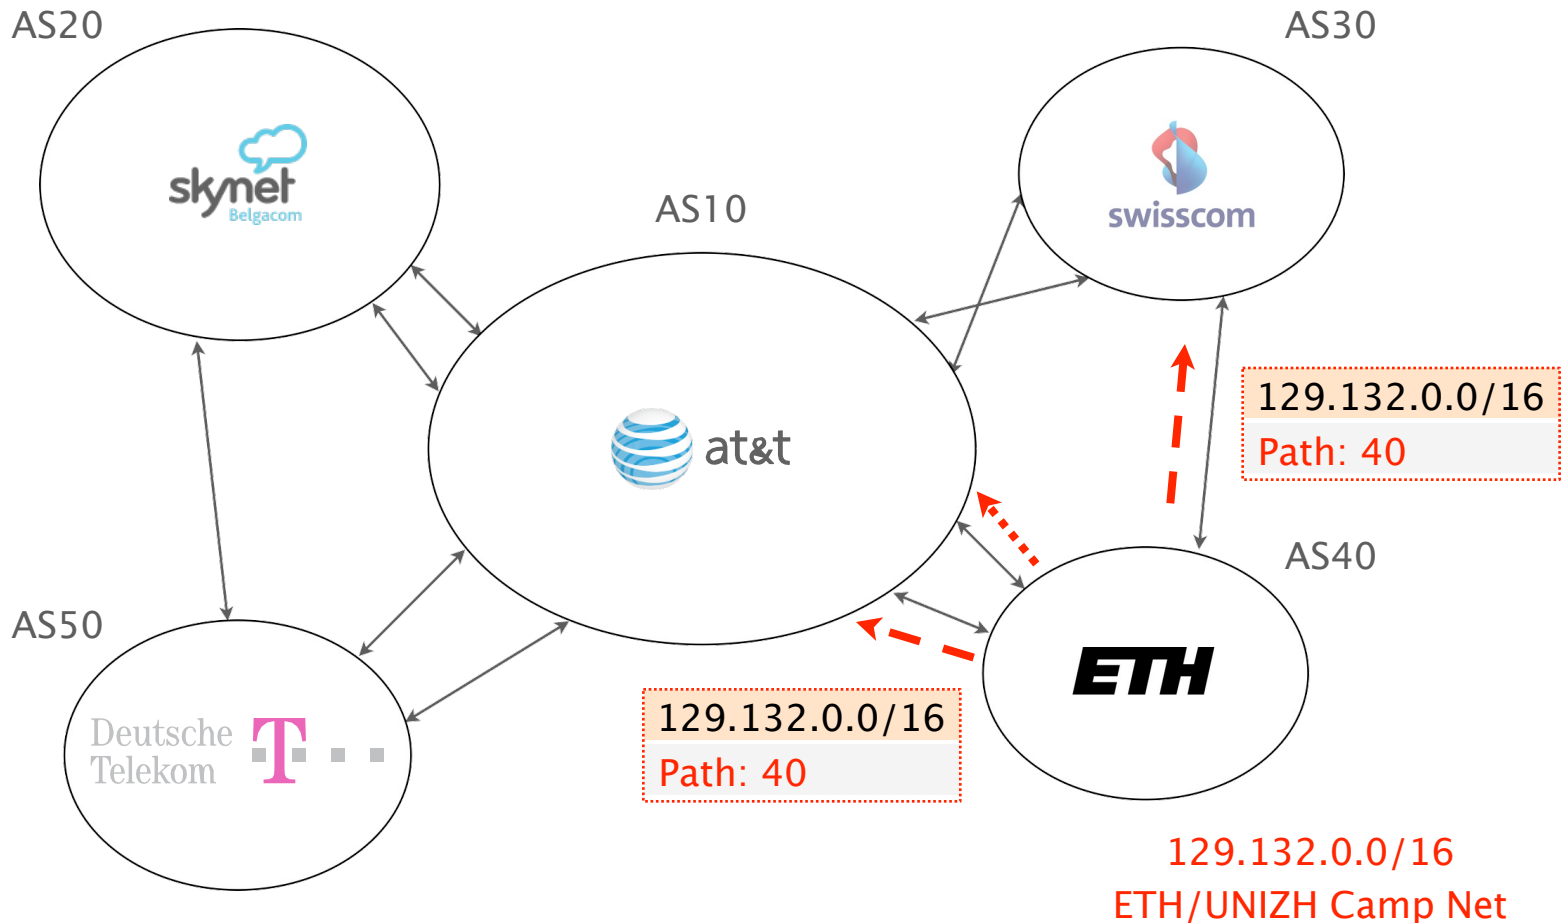 AS20
AS30
skynet
Belgacom
swisscom
AS10
at&t
129.132.0.0/16
Path: 40
AS40
AS50
ETH
Deutsche
Telekom
T
129.132.0.0/16
Path: 40
129.132.0.0/16
ETH/UNIZH Camp Net